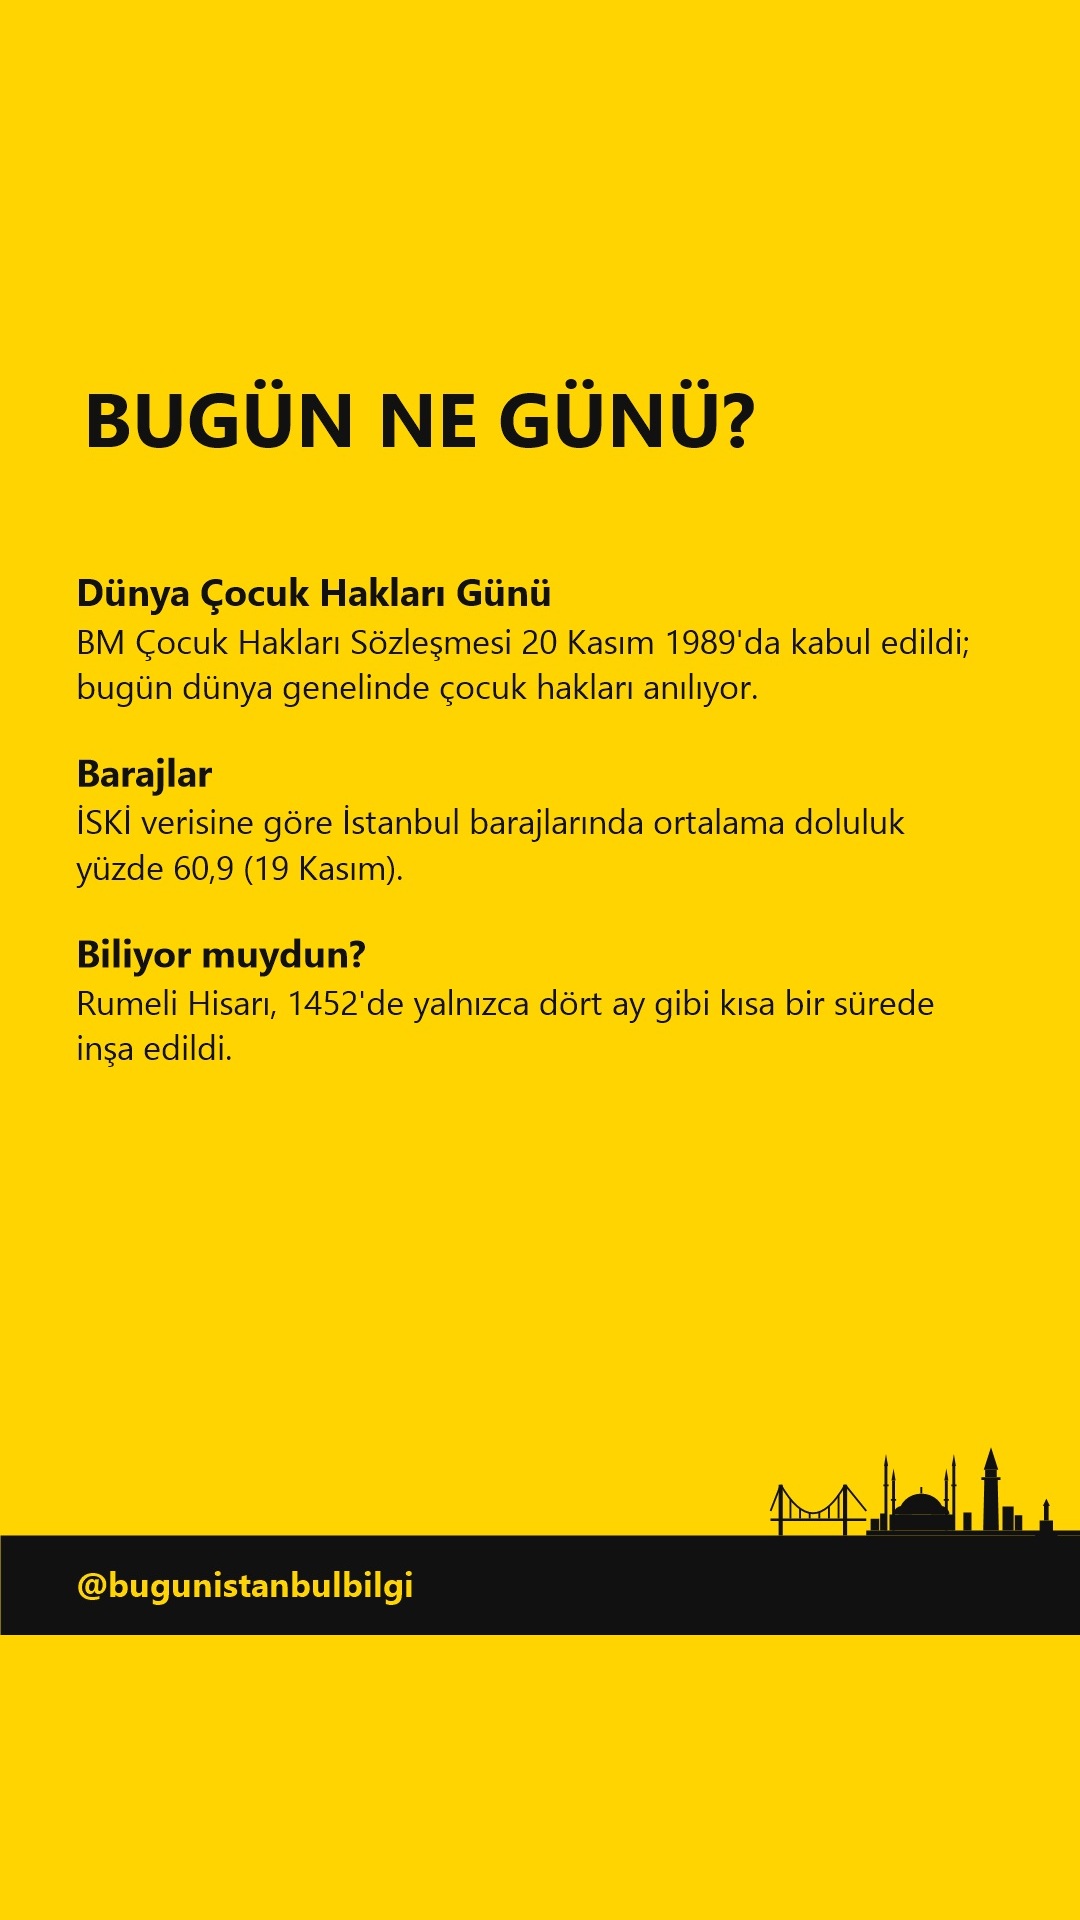 BUGÜN NE GÜNÜ?
Dünya Çocuk Hakları Günü
BM Çocuk Hakları Sözleşmesi 20 Kasım 1989'da kabul edildi;
bugün dünya genelinde çocuk hakları anılıyor.
Barajlar
İSKİ verisine göre İstanbul barajlarında ortalama doluluk
yüzde 60,9 (19 Kasım).
Biliyor muydun?
Rumeli Hisarı, 1452'de yalnızca dört ay gibi kısa bir sürede
inşa edildi.
@bugunistanbulbilgi